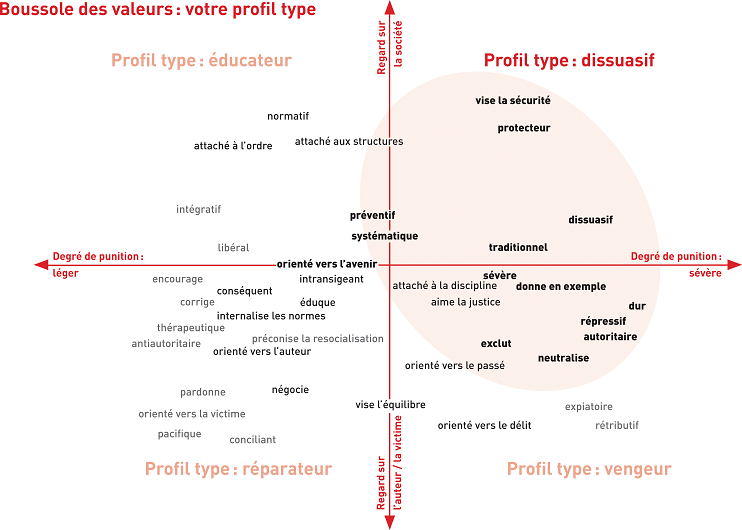 Boussole des valeurs : votre profil type
Regard sur
la société
Profil type : éducateur
Profil type : dissuasif
vise la sécurité
normatif
protecteur
attaché à l'ordre
attaché aux structures
intégratif
préventif
dissuasif
systématique
libéral
traditionnel
Degré de punition :
léger
orienté vers l'avenir
Degré de punition :
sévère
encourage
intransigeant
sévère
conséquent
attaché à la discipline
donne en exemple
corrige
éduque
aime la justice
dur
internalise les normes
répressif
thérapeutique
préconise la resocialisation
autoritaire
antiautoritaire
exclut
orienté vers l'auteur
neutralise
orienté vers le passé
pardonne
négocie
vise l'équilibre
expiatoire
orienté vers la victime
orienté vers le délit
rétributif
pacifique
conciliant
Profil type : réparateur
Regard sur
l'auteur / la victime
Profil type : vengeur